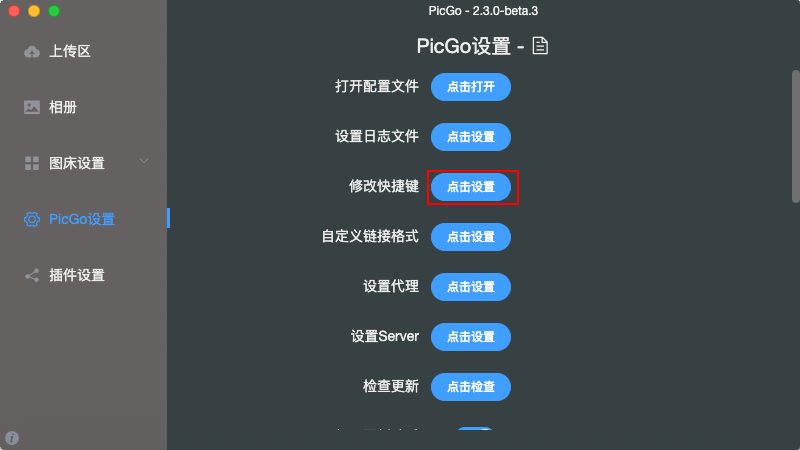 PicGo - 2.3.0-beta.3
上传区
相册
图床设置
PicGo设置
插件设置
PicGo设置 -
打开配置文件 点击打开
设置日志文件 点击设置
修改快捷键 点击设置
自定义链接格式 点击设置
设置代理 点击设置
设置Server 点击设置
检查更新 点击检查